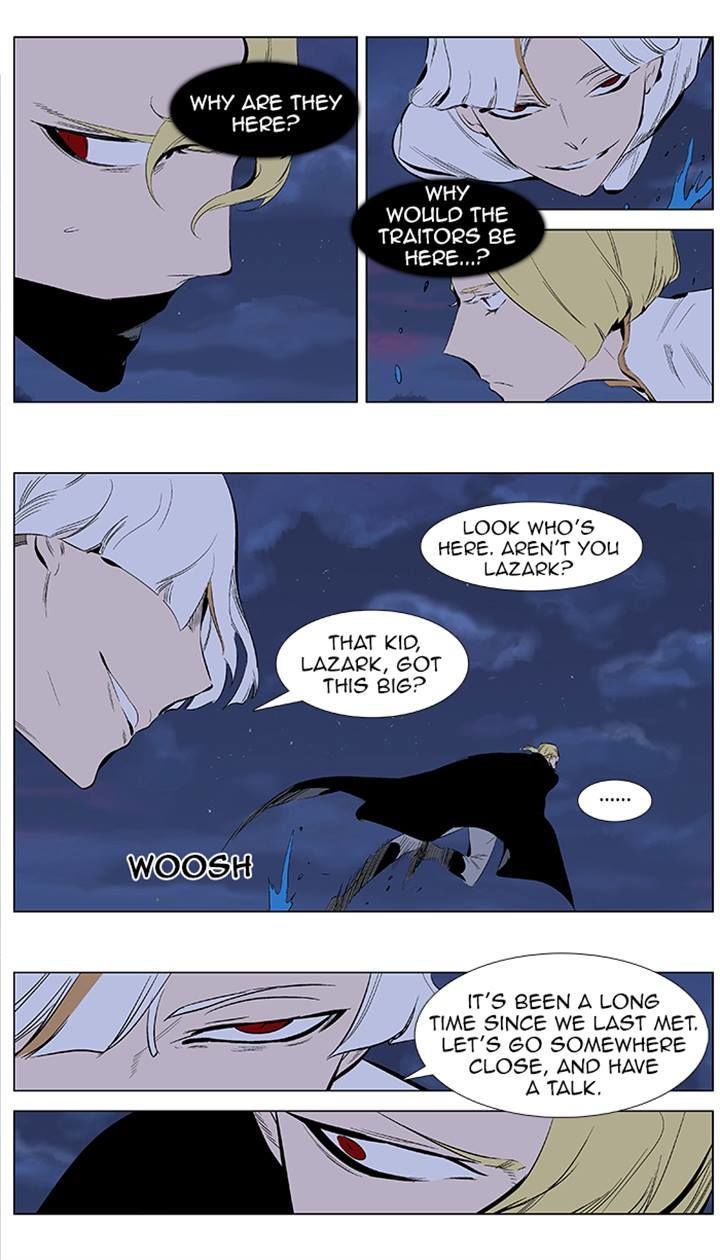 WHY ARE THEY
HERE?
WHY
WOULD THE
TRAITORS BE
HERE...?
LOOK WHO'S
HERE. AREN'T YOU
LAZARK?
THAT KID,
LAZARK, GOT
THIS BIG?
......
WOOSH
IT'S BEEN A LONG
TIME SINCE WE LAST MET.
LET'S GO SOMEWHERE
CLOSE, AND HAVE
A TALK.